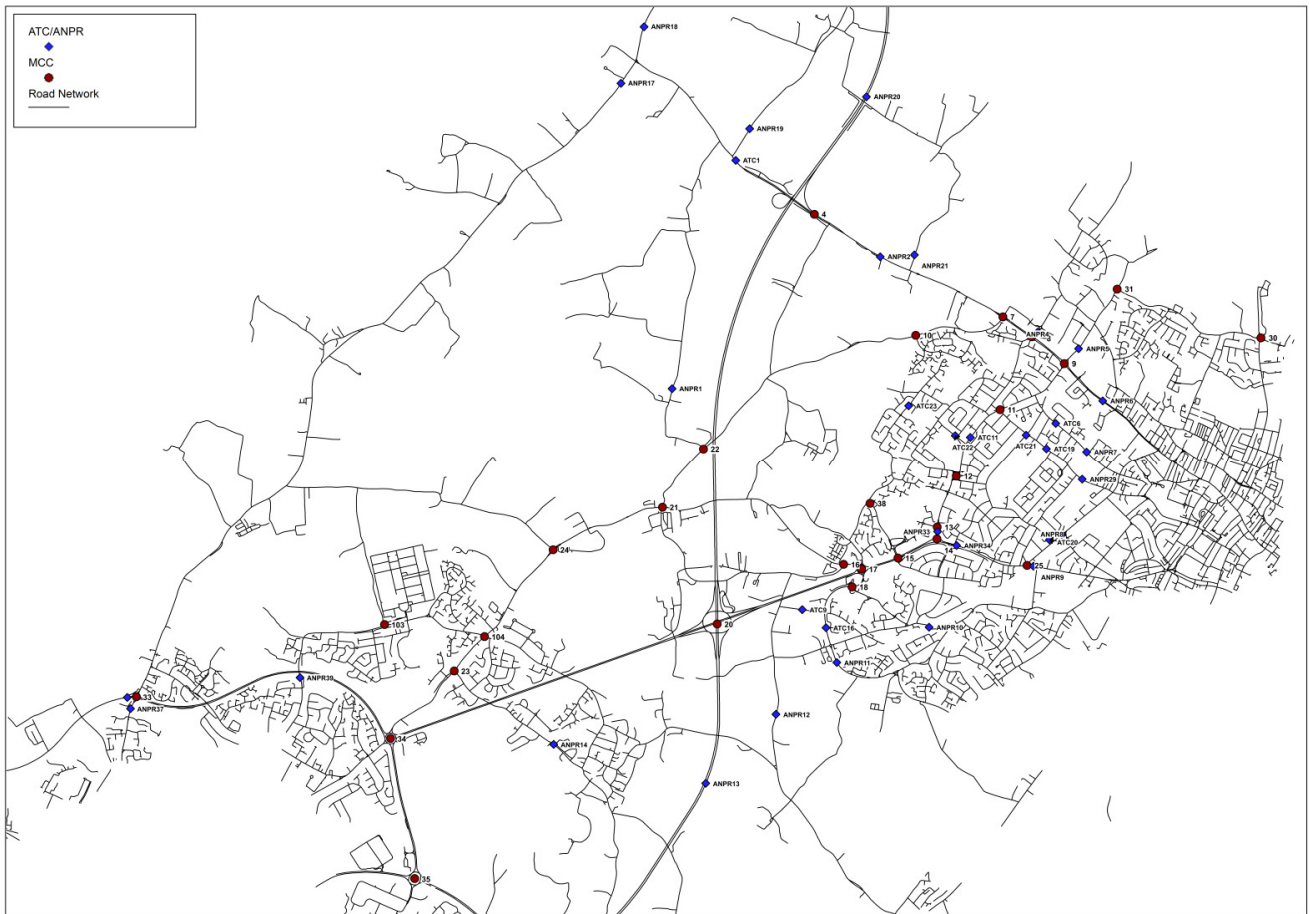 ATC/ANPR
MCC
Road Network
ANPR18
ANPR17
ANPR20
ANPR19
ATC1
4
ANPR2
ANPR21
31
7
10
ANPR4
30
ANPR5
9
ANPR1
ANPR6
ATC23
11
ATC6
ATC11
ATC21
ATC22
22
ATC19
ANPR7
12
ANPR29
38
21
13
ANPR33
ANPR8
14
ATC20
ANPR34
24
15
16
17
25
ANPR9
18
ATC9
20
103
ATC16
ANPR10
104
ANPR11
23
ANPR39
33
ANPR37
ANPR12
34
ANPR14
ANPR13
35